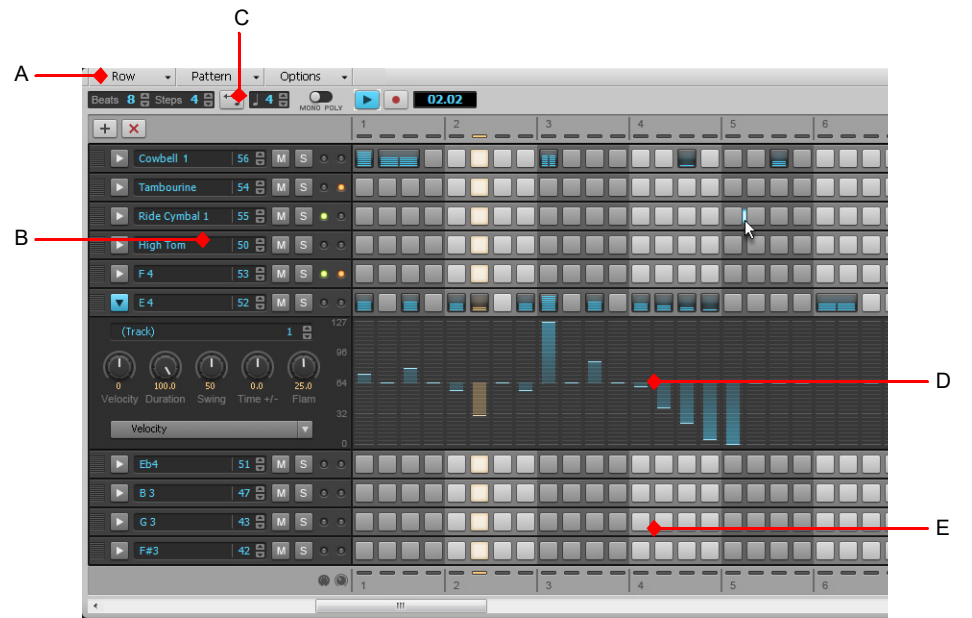 C
A
Row Pattern Options
Beats 8 Steps 4 4 MONO POLY 02.02
1 2 3 4 5 6
Cowbell 1 56 M S
Tambourine 54 M S
Ride Cymbal 1 55 M S
B
High Tom 50 M S
F 4 53 M S
E 4 52 M S
(Track) 1
127
96
64
32
0
0 100.0 50 0.0 25.0
Velocity Duration Swing Time +/- Flam
Velocity
D
Eb4 51 M S
B 3 47 M S
G 3 43 M S
E
F#3 42 M S
1 2 3 4 5 6